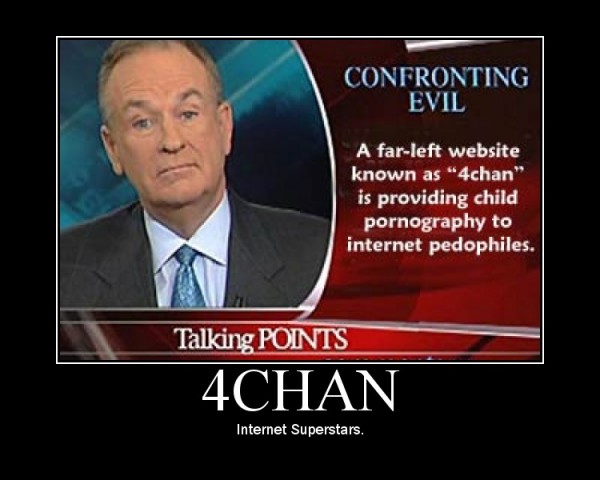 CONFRONTING
EVIL
A far-left website
known as “4chan”
is providing child
pornography to
internet pedophiles.
Talking POINTS
4CHAN
Internet Superstars.